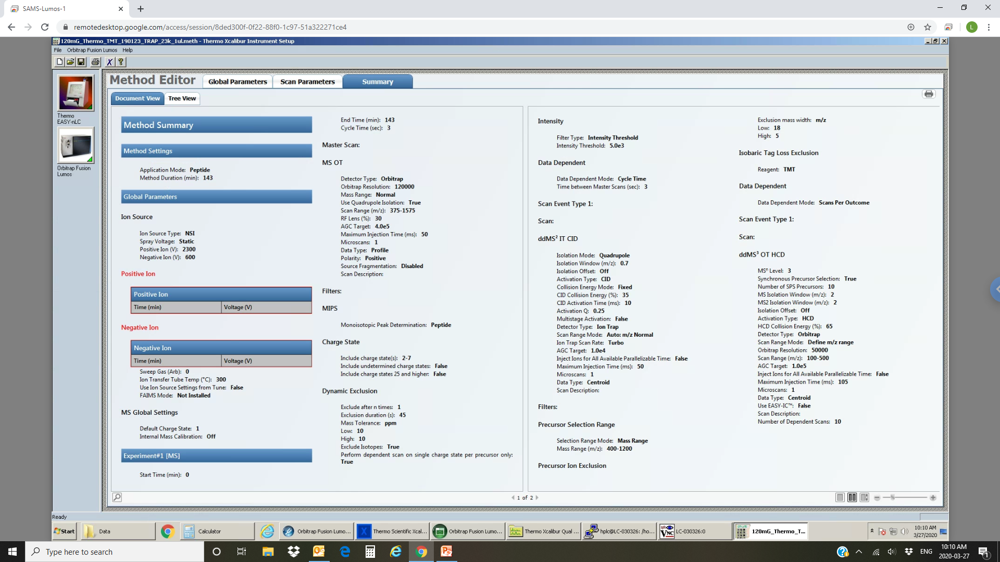 SAMS-Lumos-1
remotedesktop.google.com/access/session/8ded300f-0f22-88f0-1c97-51a322271ce4
L
120mG_Thermo_TMT_190123_TRAP_23k_1ul.meth - Thermo Xcalibur Instrument Setup
File Orbitrap Fusion Lumos Help
Thermo
EASY-nLC
Orbitrap Fusion
Lumos
Method Editor Global Parameters Scan Parameters Summary
Document View Tree View
Method Summary
Method Settings
Application Mode: Peptide
Method Duration (min): 143
Global Parameters
Ion Source
Ion Source Type: NSI
Spray Voltage: Static
Positive Ion (V): 2300
Negative Ion (V): 600
Positive Ion
Positive Ion
Time (min) Voltage (V)
Negative Ion
Negative Ion
Time (min) Voltage (V)
Sweep Gas (Arb): 0
Ion Transfer Tube Temp (°C): 300
Use Ion Source Settings from Tune: False
FAIMS Mode: Not Installed
MS Global Settings
Default Charge State: 1
Internal Mass Calibration: Off
Experiment#1 [MS]
Start Time (min): 0
End Time (min): 143
Cycle Time (sec): 3
Master Scan:
MS OT
Detector Type: Orbitrap
Orbitrap Resolution: 120000
Mass Range: Normal
Use Quadrupole Isolation: True
Scan Range (m/z): 375-1575
RF Lens (%): 30
AGC Target: 4.0e5
Maximum Injection Time (ms): 50
Microscans: 1
Data Type: Profile
Polarity: Positive
Source Fragmentation: Disabled
Scan Description:
Filters:
MIPS
Monoisotopic Peak Determination: Peptide
Charge State
Include charge state(s): 2-7
Include undetermined charge states: False
Include charge states 25 and higher: False
Dynamic Exclusion
Exclude after n times: 1
Exclusion duration (s): 45
Mass Tolerance: ppm
Low: 10
High: 10
Exclude Isotopes: True
Perform dependent scan on single charge state per precursor only:
True
Intensity
Filter Type: Intensity Threshold
Intensity Threshold: 5.0e3
Data Dependent
Data Dependent Mode: Cycle Time
Time between Master Scans (sec): 3
Scan Event Type 1:
Scan:
ddMS² IT CID
Isolation Mode: Quadrupole
Isolation Window (m/z): 0.7
Isolation Offset: Off
Activation Type: CID
Collision Energy Mode: Fixed
CID Collision Energy (%): 35
CID Activation Time (ms): 10
Activation Q: 0.25
Multistage Activation: False
Detector Type: Ion Trap
Scan Range Mode: Auto: m/z Normal
Ion Trap Scan Rate: Turbo
AGC Target: 1.0e4
Inject Ions for All Available Parallelizable Time: False
Maximum Injection Time (ms): 50
Microscans: 1
Data Type: Centroid
Scan Description:
Filters:
Precursor Selection Range
Selection Range Mode: Mass Range
Mass Range (m/z): 400-1200
Precursor Ion Exclusion
Exclusion mass width: m/z
Low: 18
High: 5
Isobaric Tag Loss Exclusion
Reagent: TMT
Data Dependent
Data Dependent Mode: Scans Per Outcome
Scan Event Type 1:
Scan:
ddMS³ OT HCD
MSⁿ Level: 3
Synchronous Precursor Selection: True
Number of SPS Precursors: 10
MS Isolation Window (m/z): 2
MS2 Isolation Window (m/z): 2
Isolation Offset: Off
Activation Type: HCD
HCD Collision Energy (%): 65
Detector Type: Orbitrap
Scan Range Mode: Define m/z range
Orbitrap Resolution: 50000
Scan Range (m/z): 100-500
AGC Target: 1.0e5
Inject Ions for All Available Parallelizable Time: False
Maximum Injection Time (ms): 105
Microscans: 1
Data Type: Centroid
Use EASY-IC™: False
Scan Description:
Number of Dependent Scans: 10
1 of 2
Ready
Start Data Calculator Orbitrap Fusion Lumo... Thermo Scientific Xcal... Orbitrap Fusion Lumo... Thermo Xcalibur Qual ... hplc@LC-030326: /ho... LC-030326:0 120mG_Thermo_T...
10:10 AM
3/27/2020
Type here to search
ENG
10:10 AM
2020-03-27
1